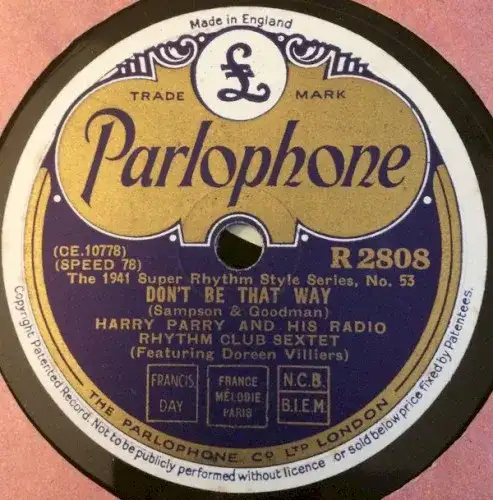 Made in England
£
TRADE MARK
Parlophone
(CE.10778)
(SPEED 78)
R 2808
The 1941 Super Rhythm Style Series, No. 53
DON'T BE THAT WAY
(Sampson & Goodman)
HARRY PARRY AND HIS RADIO
RHYTHM CLUB SEXTET
(Featuring Doreen Villiers)
FRANCIS,
DAY
FRANCE
MÉLODIE
PARIS
N.C.B.
B.I.E.M.
THE PARLOPHONE Co LTD LONDON
Copyright Patented Record. Not to be publicly performed without licence or sold below price fixed by Patentees.